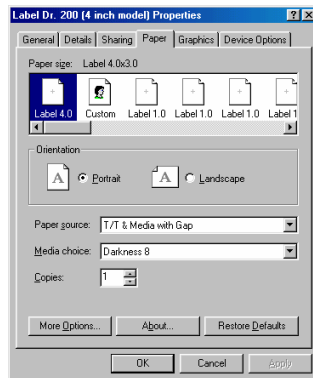 Label Dr. 200 (4 inch model) Properties
General Details Sharing Paper Graphics Device Options
Paper size: Label 4.0x3.0
Label 4.0 Custom Label 1.0 Label 1.0 Label 1.0 Label 1
Orientation
A Portrait A Landscape
Paper source: T/T & Media with Gap
Media choice: Darkness 8
Copies: 1
More Options... About... Restore Defaults
OK Cancel Apply